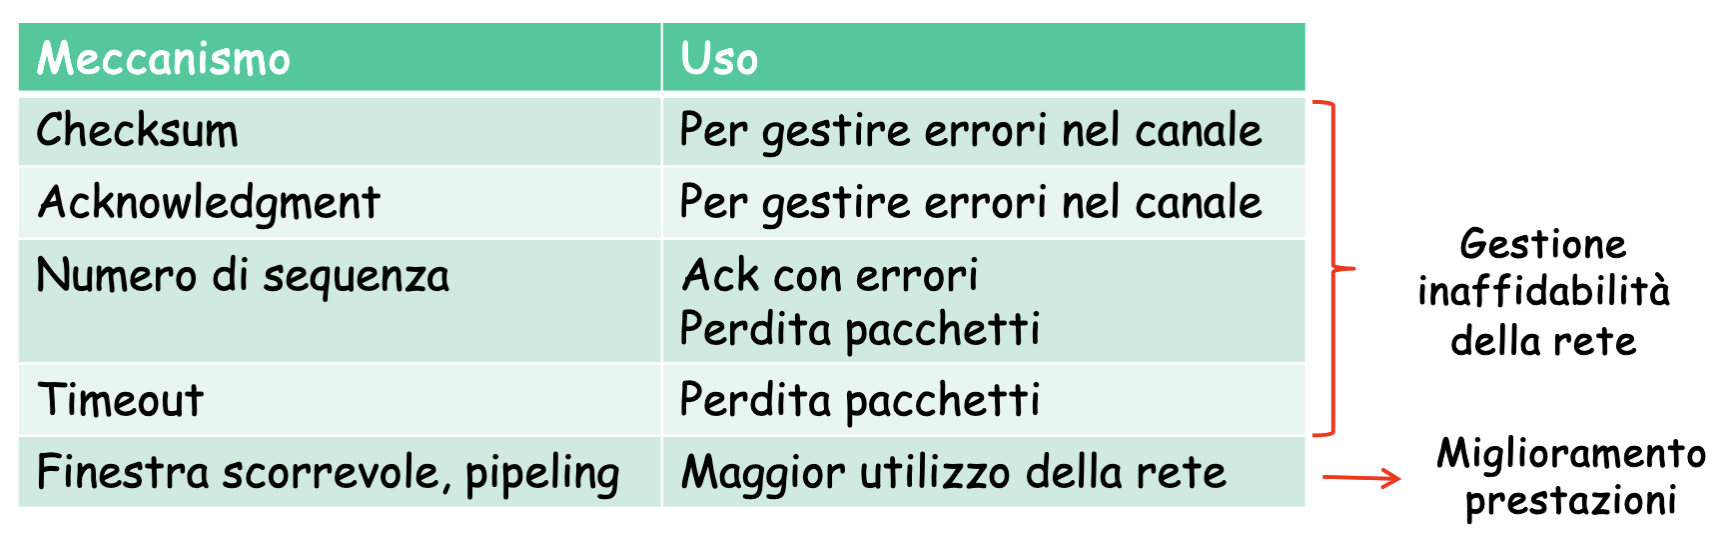 Meccanismo Uso
Checksum Per gestire errori nel canale
Acknowledgment Per gestire errori nel canale
Numero di sequenza Ack con errori
Perdita pacchetti
Timeout Perdita pacchetti
Finestra scorrevole, pipeling Maggior utilizzo della rete
Gestione
inaffidabilità
della rete
Miglioramento
prestazioni